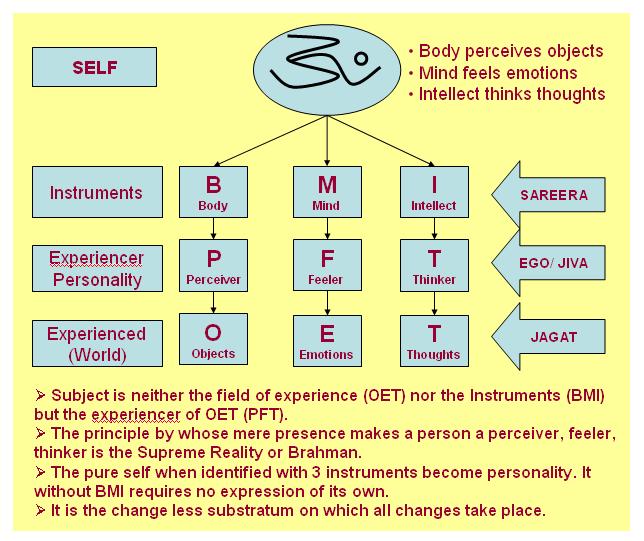 SELF
• Body perceives objects
• Mind feels emotions
• Intellect thinks thoughts
Instruments
B
Body
M
Mind
I
Intellect
SAREERA
Experiencer
Personality
P
Perceiver
F
Feeler
T
Thinker
EGO/ JIVA
Experienced
(World)
O
Objects
E
Emotions
T
Thoughts
JAGAT
➢ Subject is neither the field of experience (OET) nor the Instruments (BMI)
but the experiencer of OET (PFT).
➢ The principle by whose mere presence makes a person a perceiver, feeler,
thinker is the Supreme Reality or Brahman.
➢ The pure self when identified with 3 instruments become personality. It
without BMI requires no expression of its own.
➢ It is the change less substratum on which all changes take place.